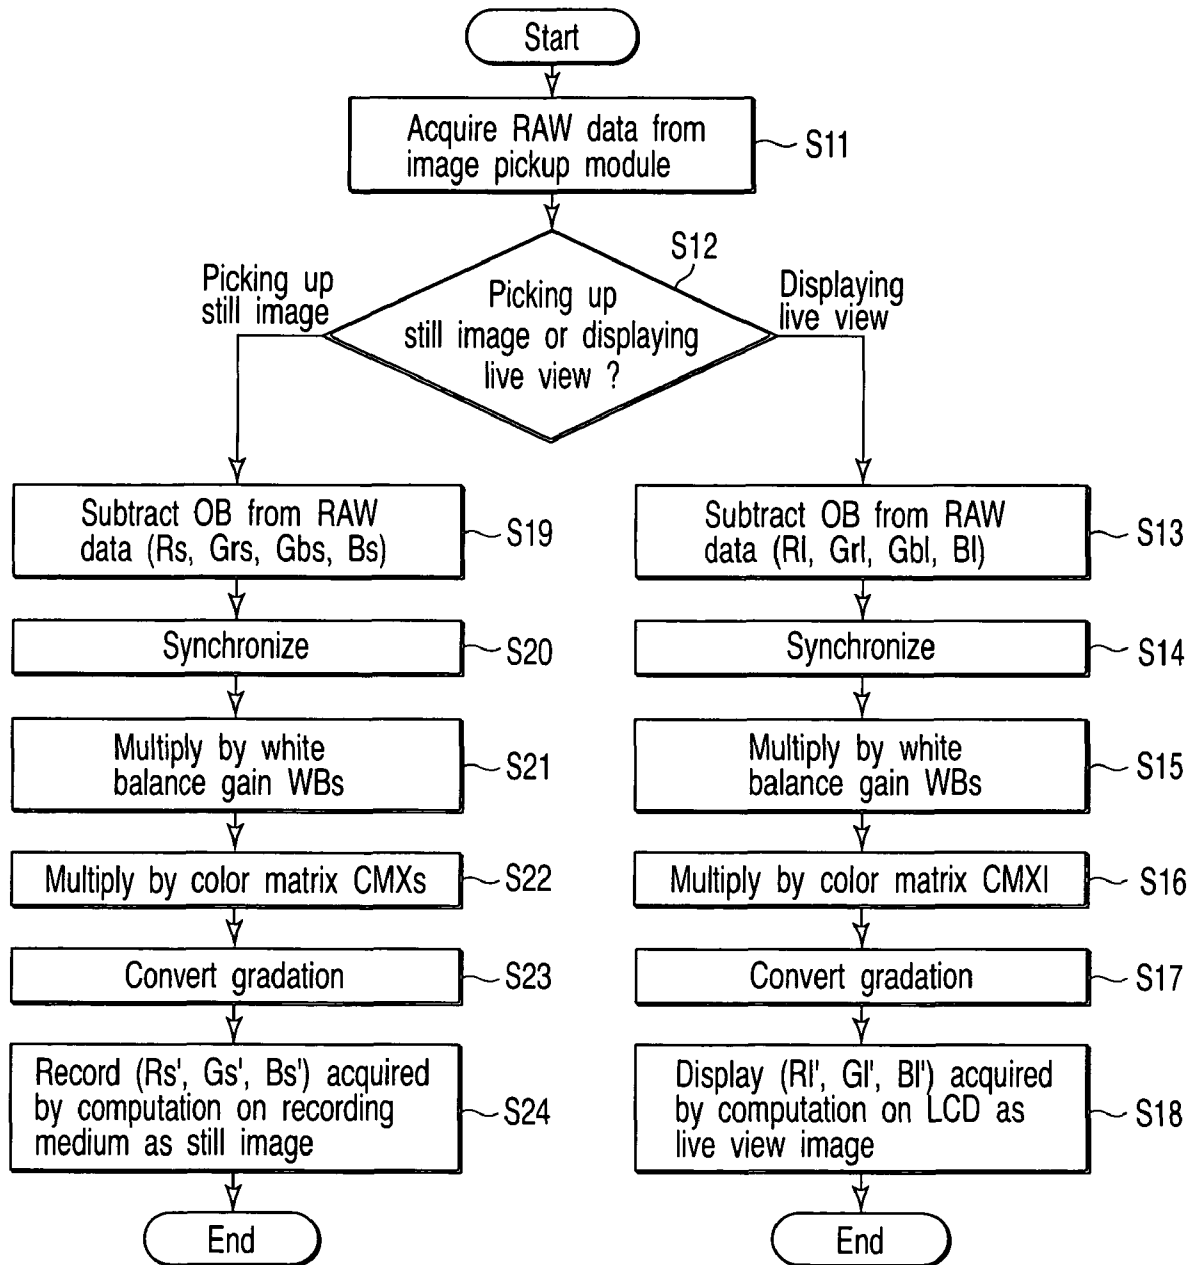 Start
Acquire RAW data from
image pickup module
S11
S12
Picking up
still image
Picking up
still image or displaying
live view ?
Displaying
live view
Subtract OB from RAW
data (Rs, Grs, Gbs, Bs)
S19
Synchronize
S20
Multiply by white
balance gain WBs
S21
Multiply by color matrix CMXs
S22
Convert gradation
S23
Record (Rs', Gs', Bs') acquired
by computation on recording
medium as still image
S24
End
Subtract OB from RAW
data (Rl, Grl, Gbl, Bl)
S13
Synchronize
S14
Multiply by white
balance gain WBs
S15
Multiply by color matrix CMXl
S16
Convert gradation
S17
Display (Rl', Gl', Bl') acquired
by computation on LCD as
live view image
S18
End